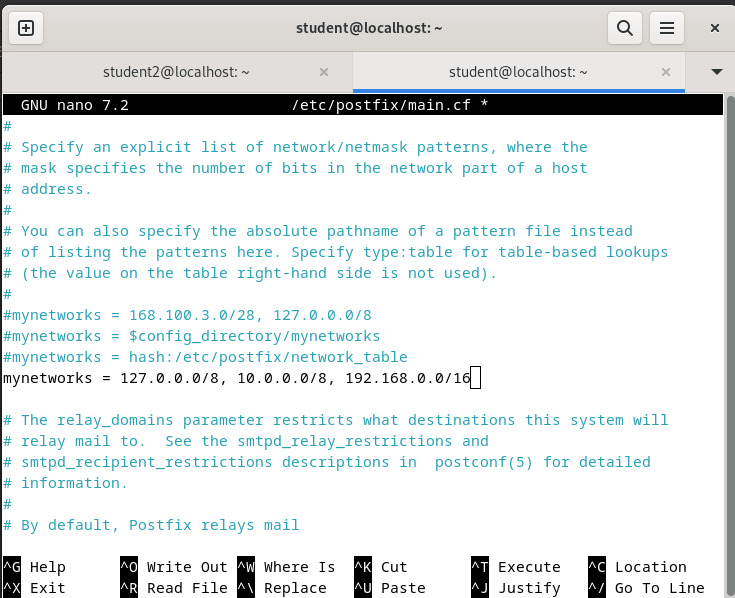 student@localhost: ~
student2@localhost: ~
student@localhost: ~
GNU nano 7.2 /etc/postfix/main.cf *
#
# Specify an explicit list of network/netmask patterns, where the
# mask specifies the number of bits in the network part of a host
# address.
#
# You can also specify the absolute pathname of a pattern file instead
# of listing the patterns here. Specify type:table for table-based lookups
# (the value on the table right-hand side is not used).
#
#mynetworks = 168.100.3.0/28, 127.0.0.0/8
#mynetworks = $config_directory/mynetworks
#mynetworks = hash:/etc/postfix/network_table
mynetworks = 127.0.0.0/8, 10.0.0.0/8, 192.168.0.0/16
# The relay_domains parameter restricts what destinations this system will
# relay mail to.  See the smtpd_relay_restrictions and
# smtpd_recipient_restrictions descriptions in  postconf(5) for detailed
# information.
#
# By default, Postfix relays mail
^G Help ^O Write Out ^W Where Is ^K Cut ^T Execute ^C Location
^X Exit ^R Read File ^\ Replace ^U Paste ^J Justify ^/ Go To Line